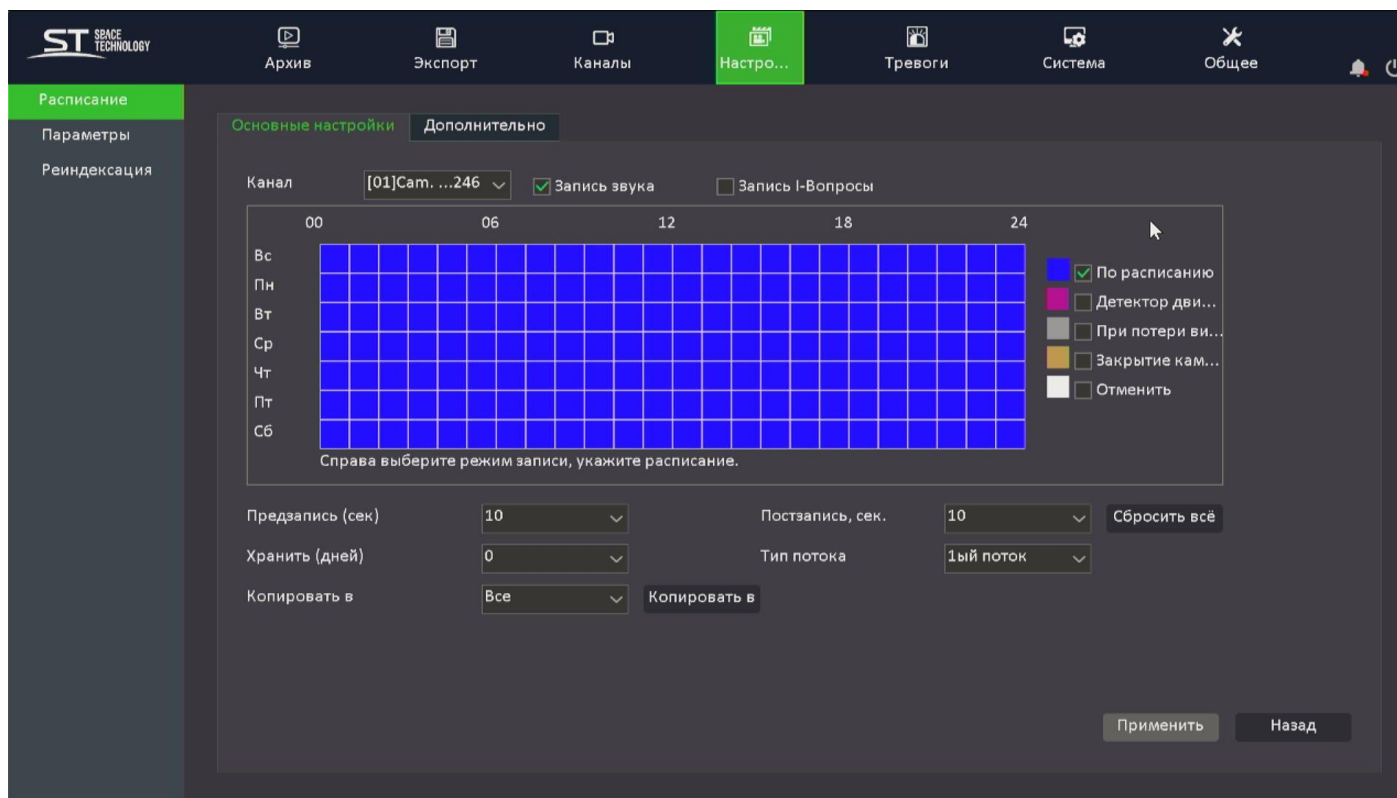 ST SPACE TECHNOLOGY
Архив Экспорт Каналы Настро... Тревоги Система Общее
Расписание
Параметры
Реиндексация
Основные настройки Дополнительно
Канал [01]Cam. ...246 Запись звука Запись I-Вопросы
00 06 12 18 24
Вс
Пн
Вт
Ср
Чт
Пт
Сб
По расписанию
Детектор дви...
При потери ви...
Закрытие кам...
Отменить
Справа выберите режим записи, укажите расписание.
Предзапись (сек) 10 Постзапись, сек. 10 Сбросить всё
Хранить (дней) 0 Тип потока 1ый поток
Копировать в Все Копировать в
Применить Назад